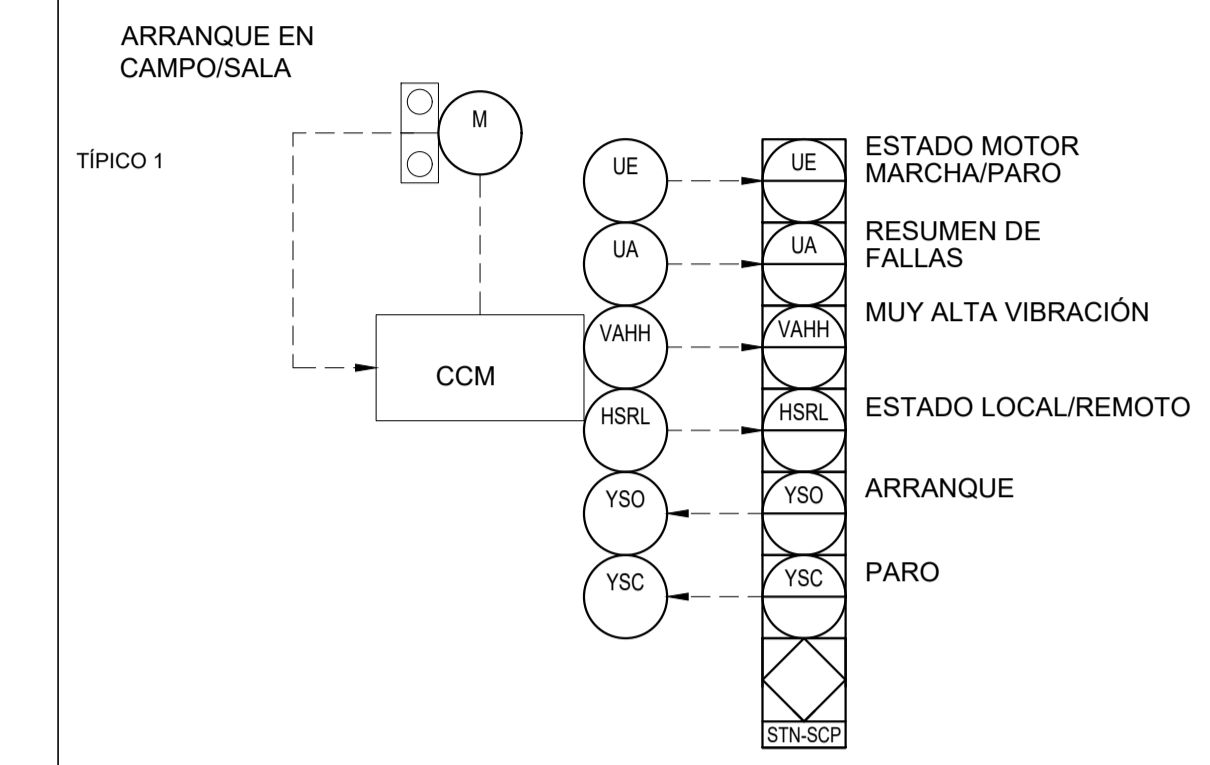 ARRANQUE EN
CAMPO/SALA
TÍPICO 1
M
CCM
UE
UE
ESTADO MOTOR
MARCHA/PARO
UA
UA
RESUMEN DE
FALLAS
VAHH
VAHH
MUY ALTA VIBRACIÓN
HSRL
HSRL
ESTADO LOCAL/REMOTO
YSO
YSO
ARRANQUE
YSC
YSC
PARO
STN-SCP